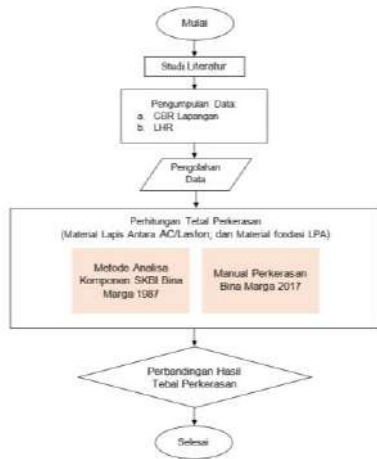 Mulai
Studi Literatur
Pengumpulan Data:
a. CBR Lapangan
b. LHR
Pengolahan
Data
Perhitungan Tebal Perkerasan
(Material Lapis Antara AC/Laston; dan Material fondasi LPA)
Metode Analisa
Komponen SKBI Bina
Marga 1987
Manual Perkerasan
Bina Marga 2017
Perbandingan Hasil
Tebal Perkerasan
Selesai